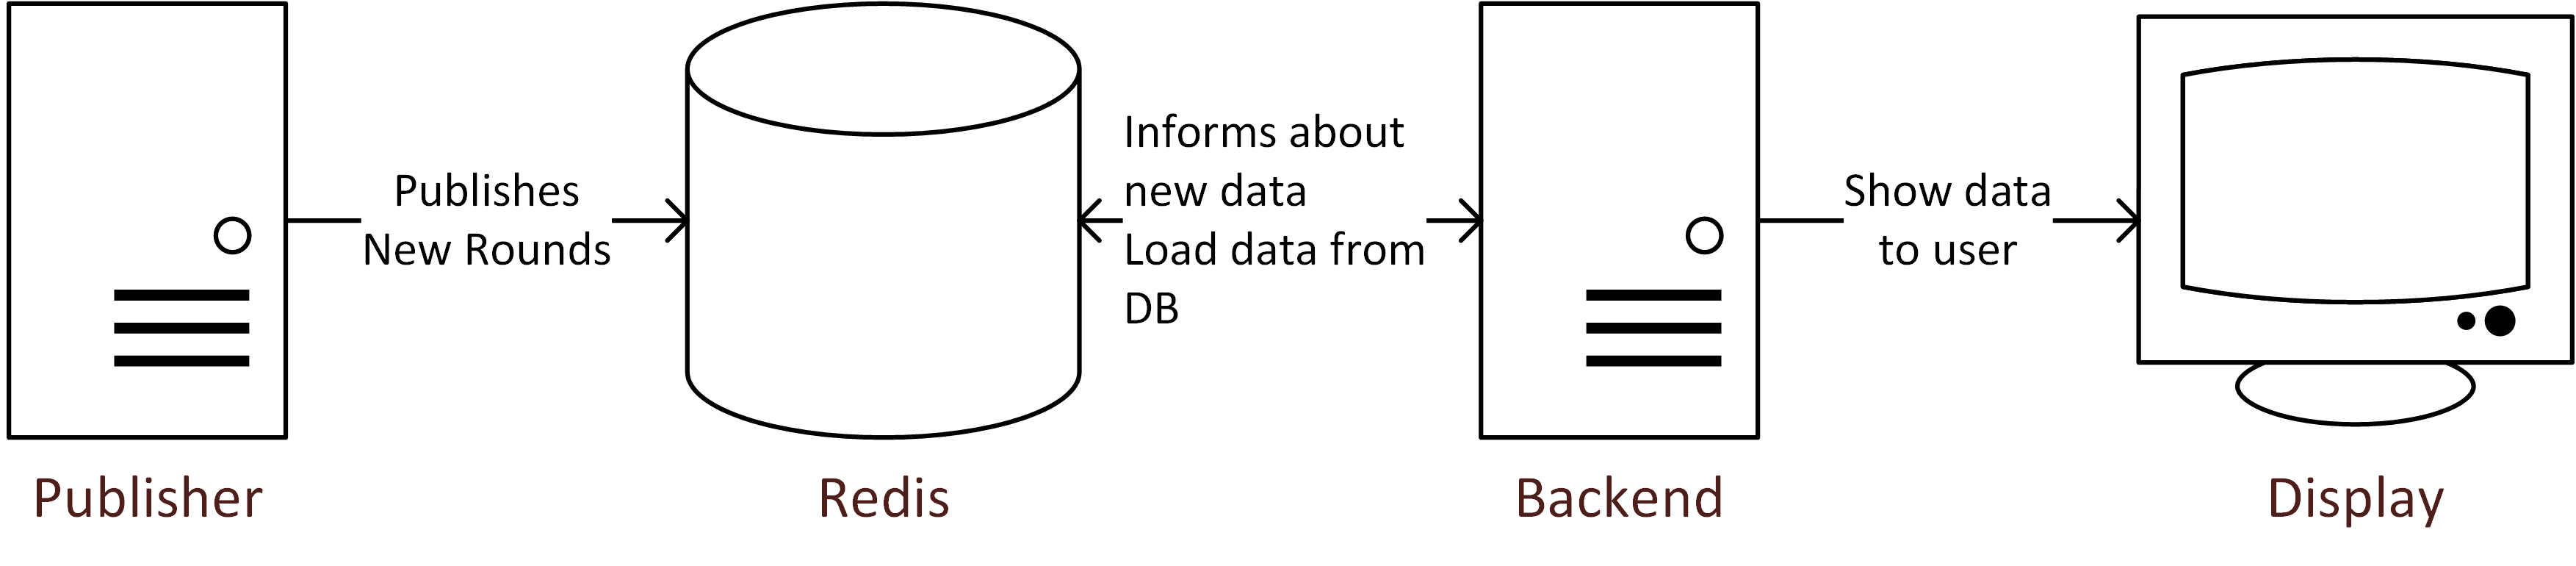 Publishes
New Rounds
Informs about
new data
Load data from
DB
Show data
to user
Publisher
Redis
Backend
Display